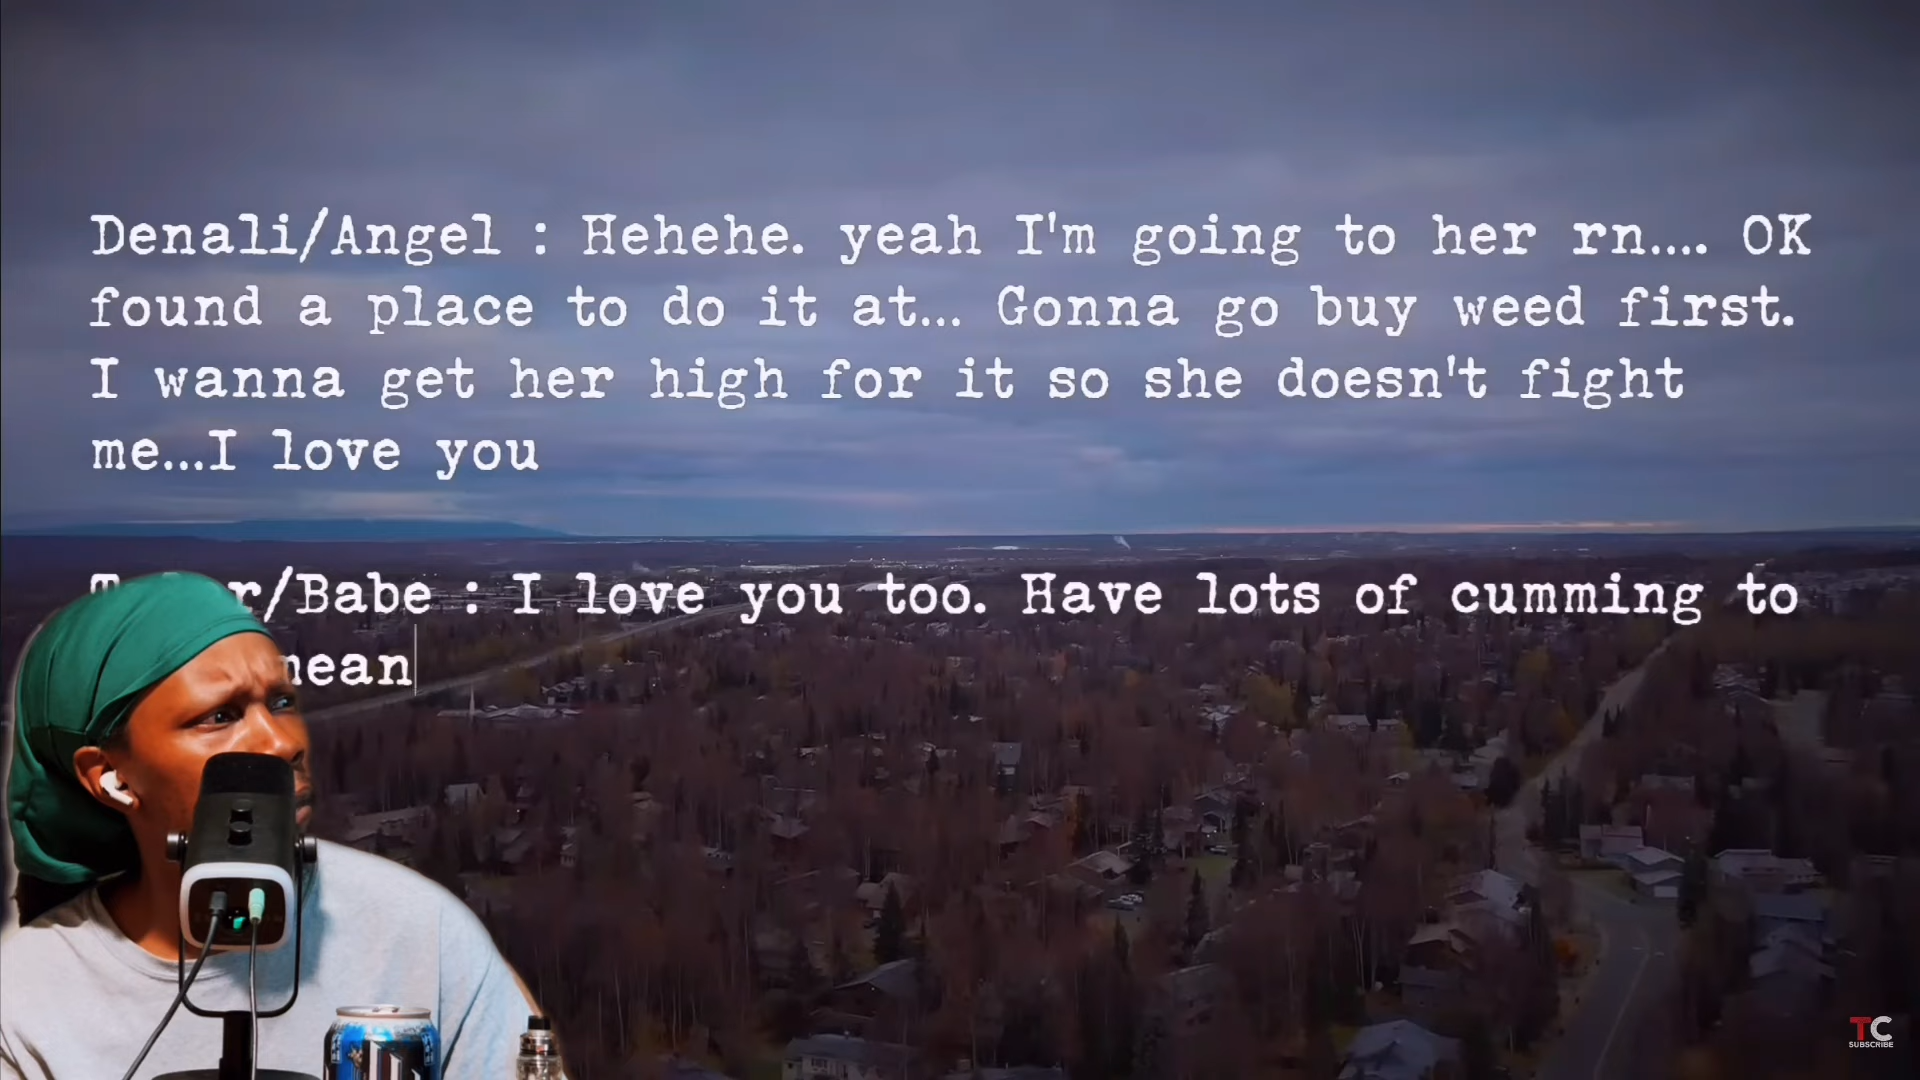 Denali/Angel : Hehehe. yeah I'm going to her rn.... OK
found a place to do it at... Gonna go buy weed first.
I wanna get her high for it so she doesn't fight
me...I love you
/Babe : I love you too. Have lots of cumming to
mean
TC
SUBSCRIBE